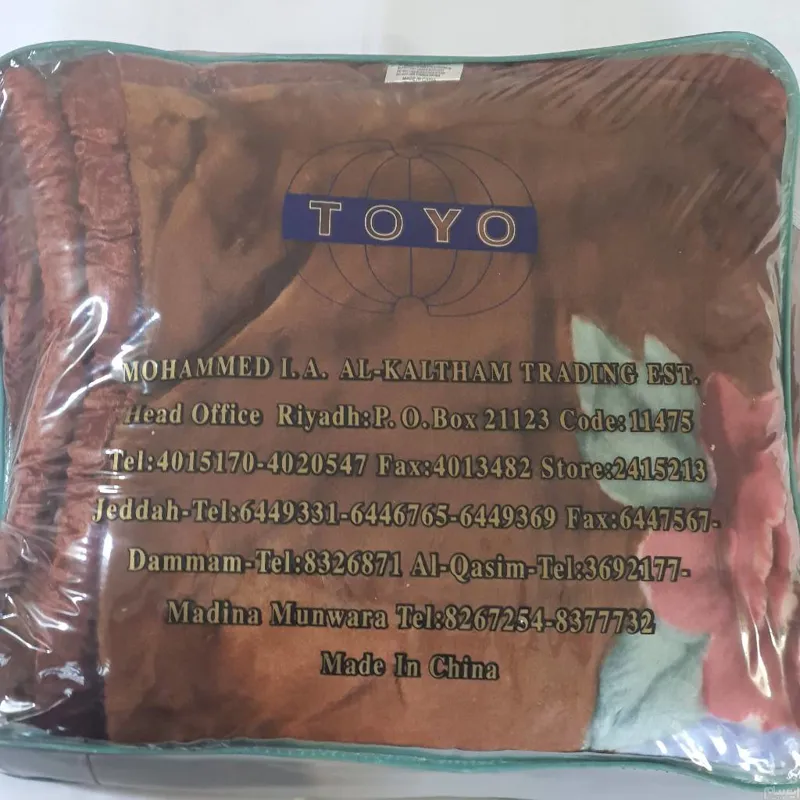 TOYO
MOHAMMED I.A. AL-KALTHAM TRADING EST.
Head Office Riyadh:P.O.Box 21123 Code:11475
Tel:4015170-4020547 Fax:4013482 Store:2415213
Jeddah-Tel:6449331-6446765-6449369 Fax:6447567-
Dammam-Tel:8326871 Al-Qasim-Tel:3692177-
Madina Munwara Tel:8267254-8377732
Made In China